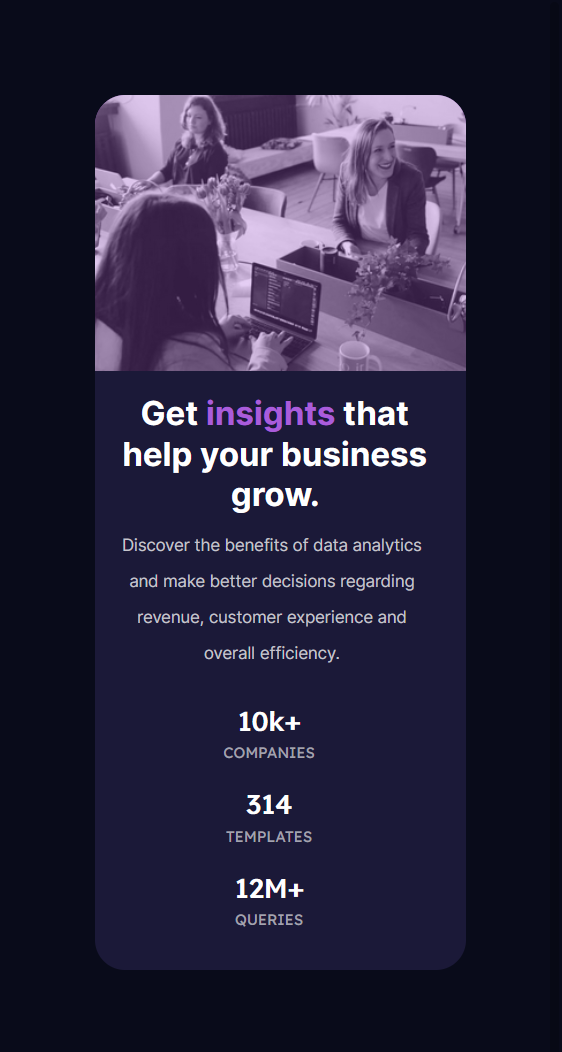 Get insights that
help your business
grow.
Discover the benefits of data analytics
and make better decisions regarding
revenue, customer experience and
overall efficiency.
10k+
COMPANIES
314
TEMPLATES
12M+
QUERIES